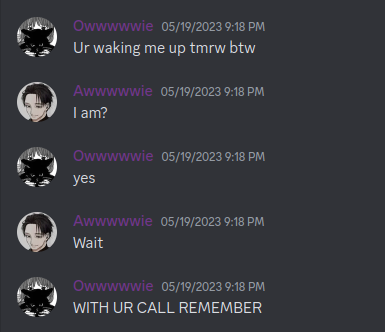 Owwwwwie 05/19/2023 9:18 PM
Ur waking me up tmrw btw
Awwwwwie 05/19/2023 9:18 PM
I am?
Owwwwwie 05/19/2023 9:18 PM
yes
Awwwwwie 05/19/2023 9:18 PM
Wait
Owwwwwie 05/19/2023 9:18 PM
WITH UR CALL REMEMBER